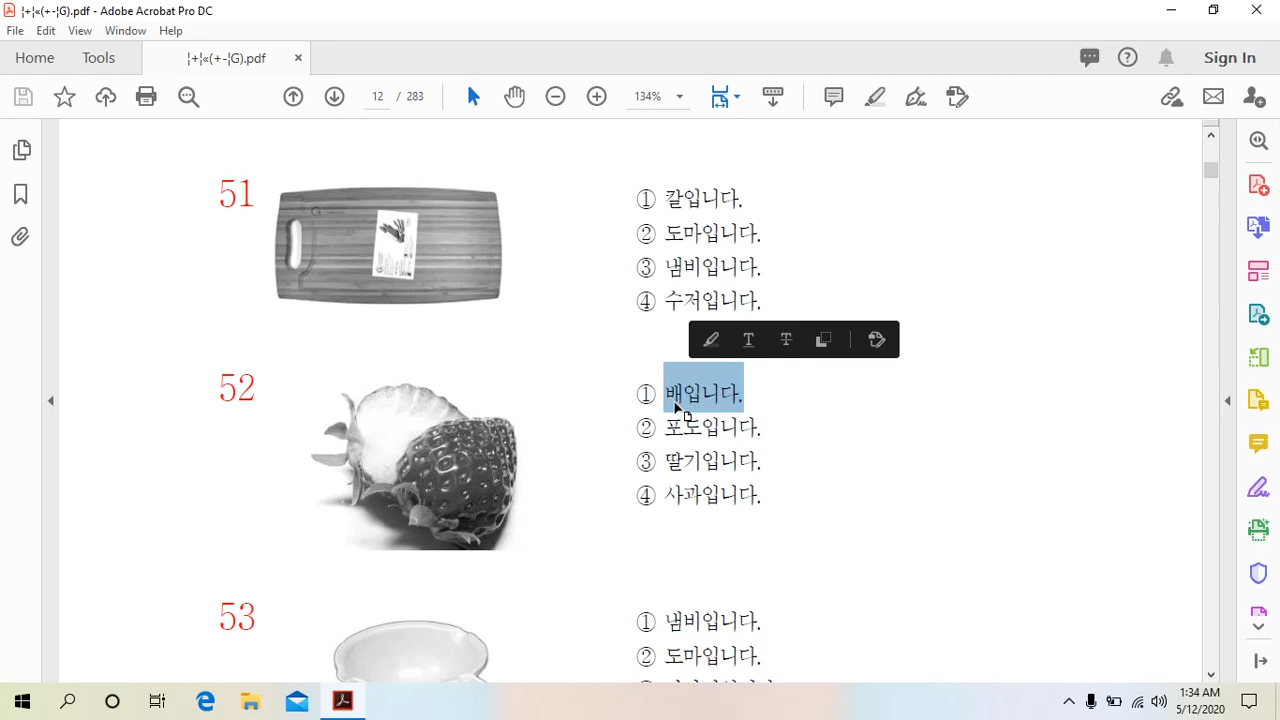 ¦+¦«(+-¦G).pdf - Adobe Acrobat Pro DC
File Edit View Window Help
Home Tools ¦+¦«(+-¦G).pdf × Sign In
12 / 283 134%
51
① 칼입니다.
② 도마입니다.
③ 냄비입니다.
④ 수저입니다.
52
① 배입니다.
② 포도입니다.
③ 딸기입니다.
④ 사과입니다.
53
① 냄비입니다.
② 도마입니다.
1:34 AM
5/12/2020